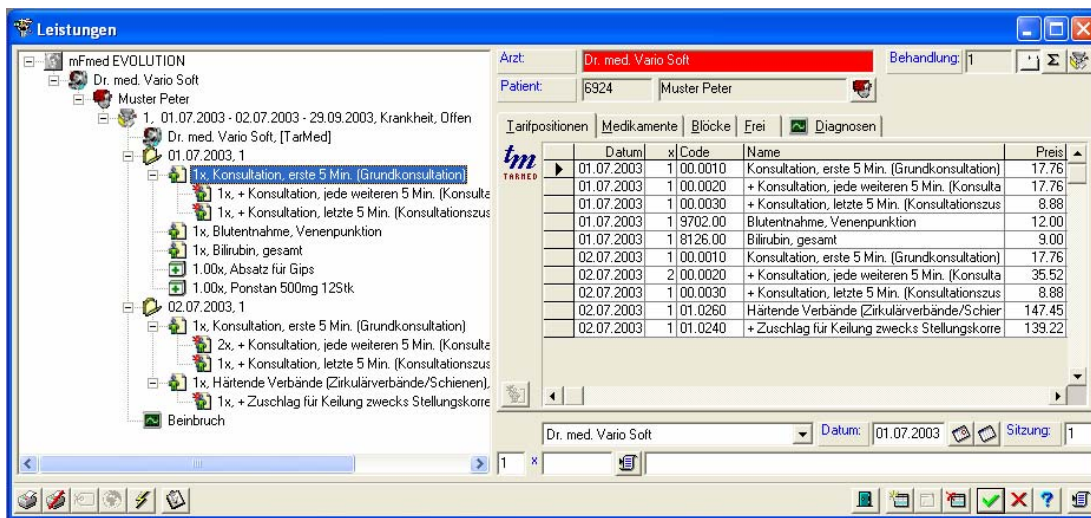 Leistungen
mFmed EVOLUTION
Dr. med. Vario Soft
Muster Peter
1, 01.07.2003 - 02.07.2003 - 29.09.2003, Krankheit, Offen
Dr. med. Vario Soft, [TarMed]
01.07.2003, 1
1x, Konsultation, erste 5 Min. (Grundkonsultation)
1x, + Konsultation, jede weiteren 5 Min. (Konsulta
1x, + Konsultation, letzte 5 Min. (Konsultationszus
1x, Blutentnahme, Venenpunktion
1x, Bilirubin, gesamt
1.00x, Absatz für Gips
1.00x, Ponstan 500mg 12Stk
02.07.2003, 1
1x, Konsultation, erste 5 Min. (Grundkonsultation)
2x, + Konsultation, jede weiteren 5 Min. (Konsulta
1x, + Konsultation, letzte 5 Min. (Konsultationszus
1x, Härtende Verbände (Zirkulärverbände/Schienen),
1x, + Zuschlag für Keilung zwecks Stellungskorre
Beinbruch
Arzt: Dr. med. Vario Soft Behandlung: 1 Σ
Patient: 6924 Muster Peter
Tarifpositionen Medikamente Blöcke Frei Diagnosen
tm TARMED
Datum x Code Name Preis
01.07.2003 1 00.0010 Konsultation, erste 5 Min. (Grundkonsultation) 17.76
01.07.2003 1 00.0020 + Konsultation, jede weiteren 5 Min. (Konsulta 17.76
01.07.2003 1 00.0030 + Konsultation, letzte 5 Min. (Konsultationszus 8.88
01.07.2003 1 9702.00 Blutentnahme, Venenpunktion 12.00
01.07.2003 1 8126.00 Bilirubin, gesamt 9.00
02.07.2003 1 00.0010 Konsultation, erste 5 Min. (Grundkonsultation) 17.76
02.07.2003 2 00.0020 + Konsultation, jede weiteren 5 Min. (Konsulta 35.52
02.07.2003 1 00.0030 + Konsultation, letzte 5 Min. (Konsultationszus 8.88
02.07.2003 1 01.0260 Härtende Verbände (Zirkulärverbände/Schier 147.45
02.07.2003 1 01.0240 + Zuschlag für Keilung zwecks Stellungskorre 139.22
Dr. med. Vario Soft Datum: 01.07.2003 Sitzung: 1
1 x